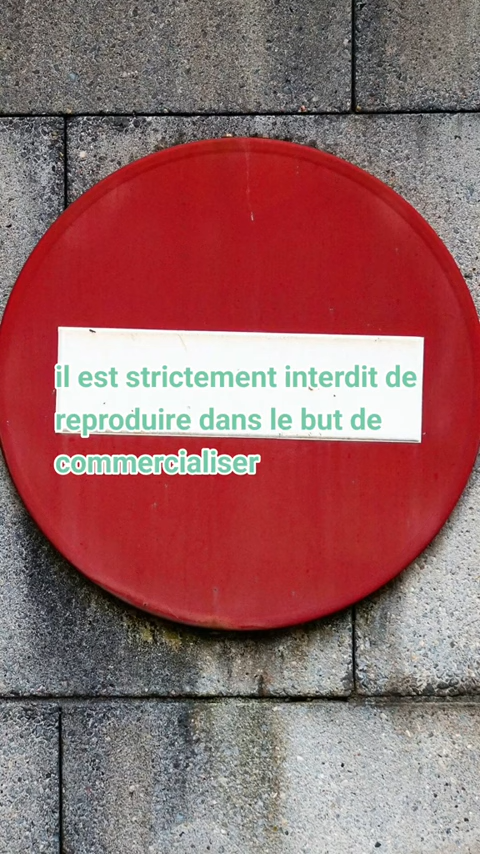 il est strictement interdit de
reproduire dans le but de
commercialiser